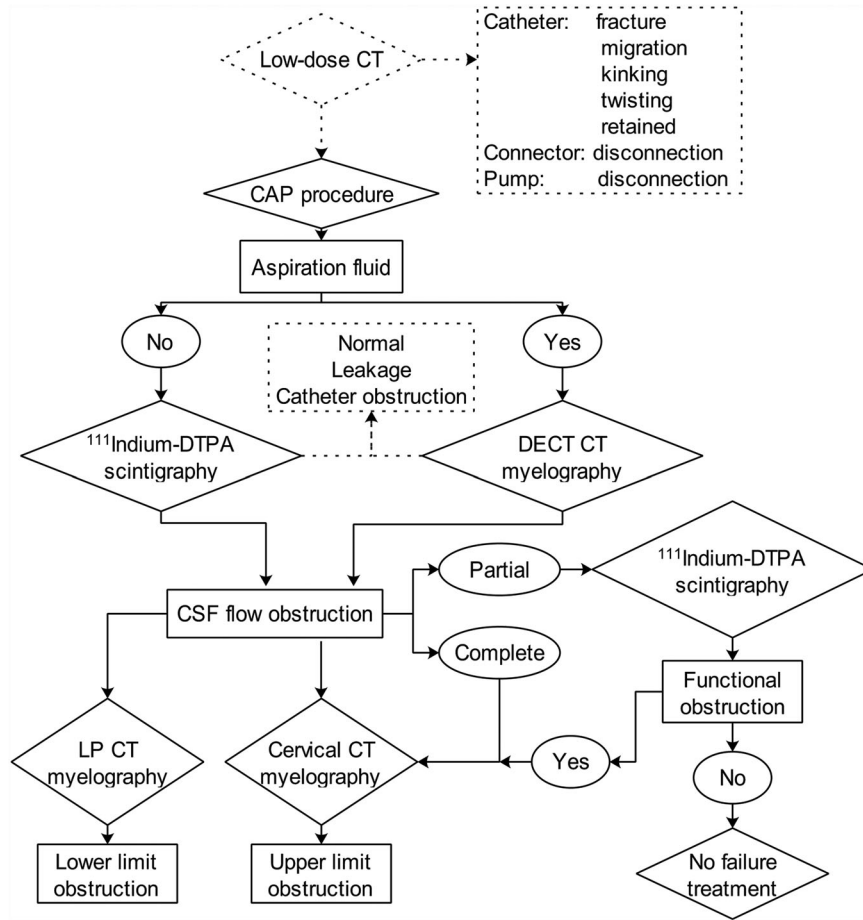 Low-dose CT
Catheter: fracture
migration
kinking
twisting
retained
Connector: disconnection
Pump: disconnection
CAP procedure
Aspiration fluid
No
Normal
Leakage
Catheter obstruction
Yes
¹¹¹Indium-DTPA
scintigraphy
DECT CT
myelography
Partial
¹¹¹Indium-DTPA
scintigraphy
CSF flow obstruction
Complete
Functional
obstruction
LP CT
myelography
Cervical CT
myelography
Yes
No
Lower limit
obstruction
Upper limit
obstruction
No failure
treatment